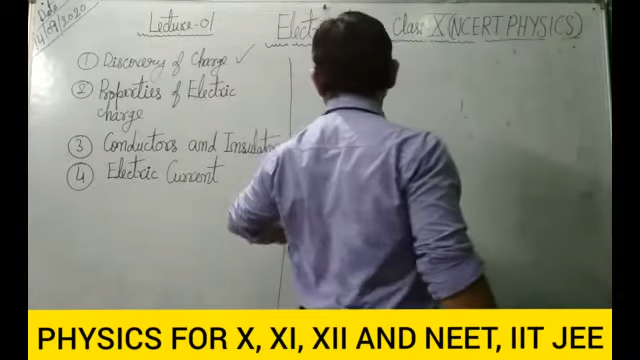 Date
14/09/2020
Lecture-01
Class X (NCERT PHYSICS)
① Discovery of Charge ✓
② Properties of Electric
charge
③ Conductors and
④ Electric Current
PHYSICS FOR X, XI, XII AND NEET, IIT JEE